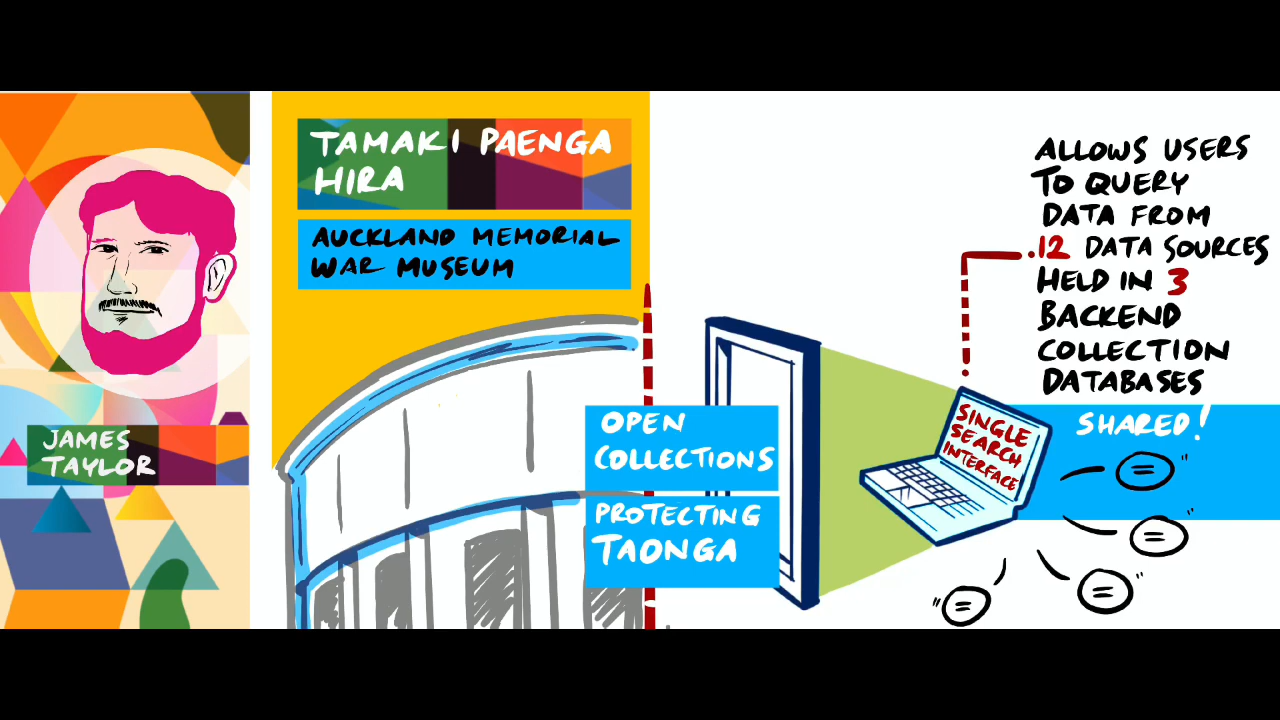 JAMES
TAYLOR
TAMAKI PAENGA
HIRA
AUCKLAND MEMORIAL
WAR MUSEUM
OPEN
COLLECTIONS
PROTECTING
TAONGA
SINGLE
SEARCH
INTERFACE
ALLOWS USERS
TO QUERY
DATA FROM
12 DATA SOURCES
HELD IN 3
BACKEND
COLLECTION
DATABASES
SHARED!